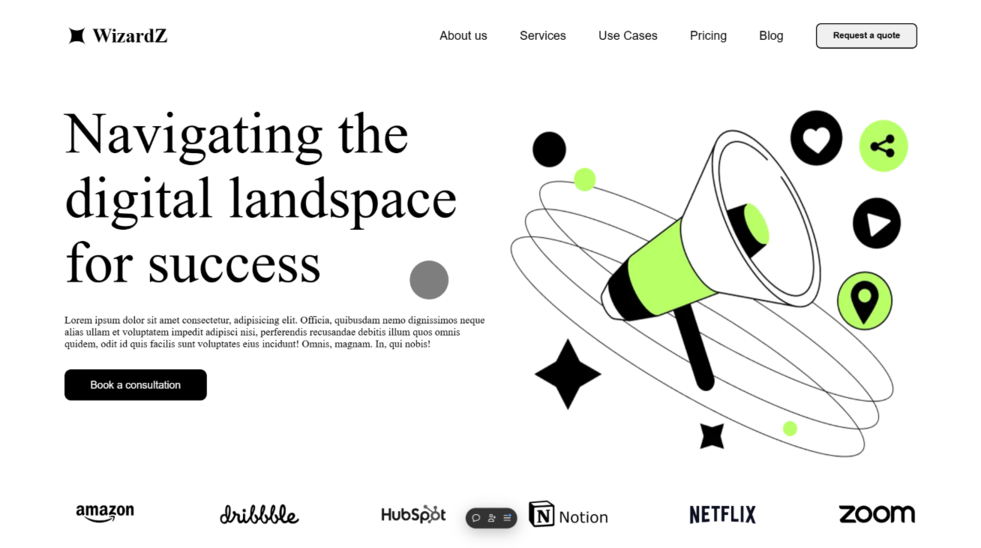 WizardZ
About us
Services
Use Cases
Pricing
Blog
Request a quote
Navigating the
digital landspace
for success
Lorem ipsum dolor sit amet consectetur, adipisicing elit. Officia, quibusdam nemo dignissimos neque
alias ullam et voluptatem impedit adipisci nisi, perferendis recusandae debitis illum quos omnis
quidem, odit id quis facilis sunt voluptates eius incidunt! Omnis, magnam. In, qui nobis!
Book a consultation
amazon
dribbble
HubSpot
N Notion
NETFLIX
zoom